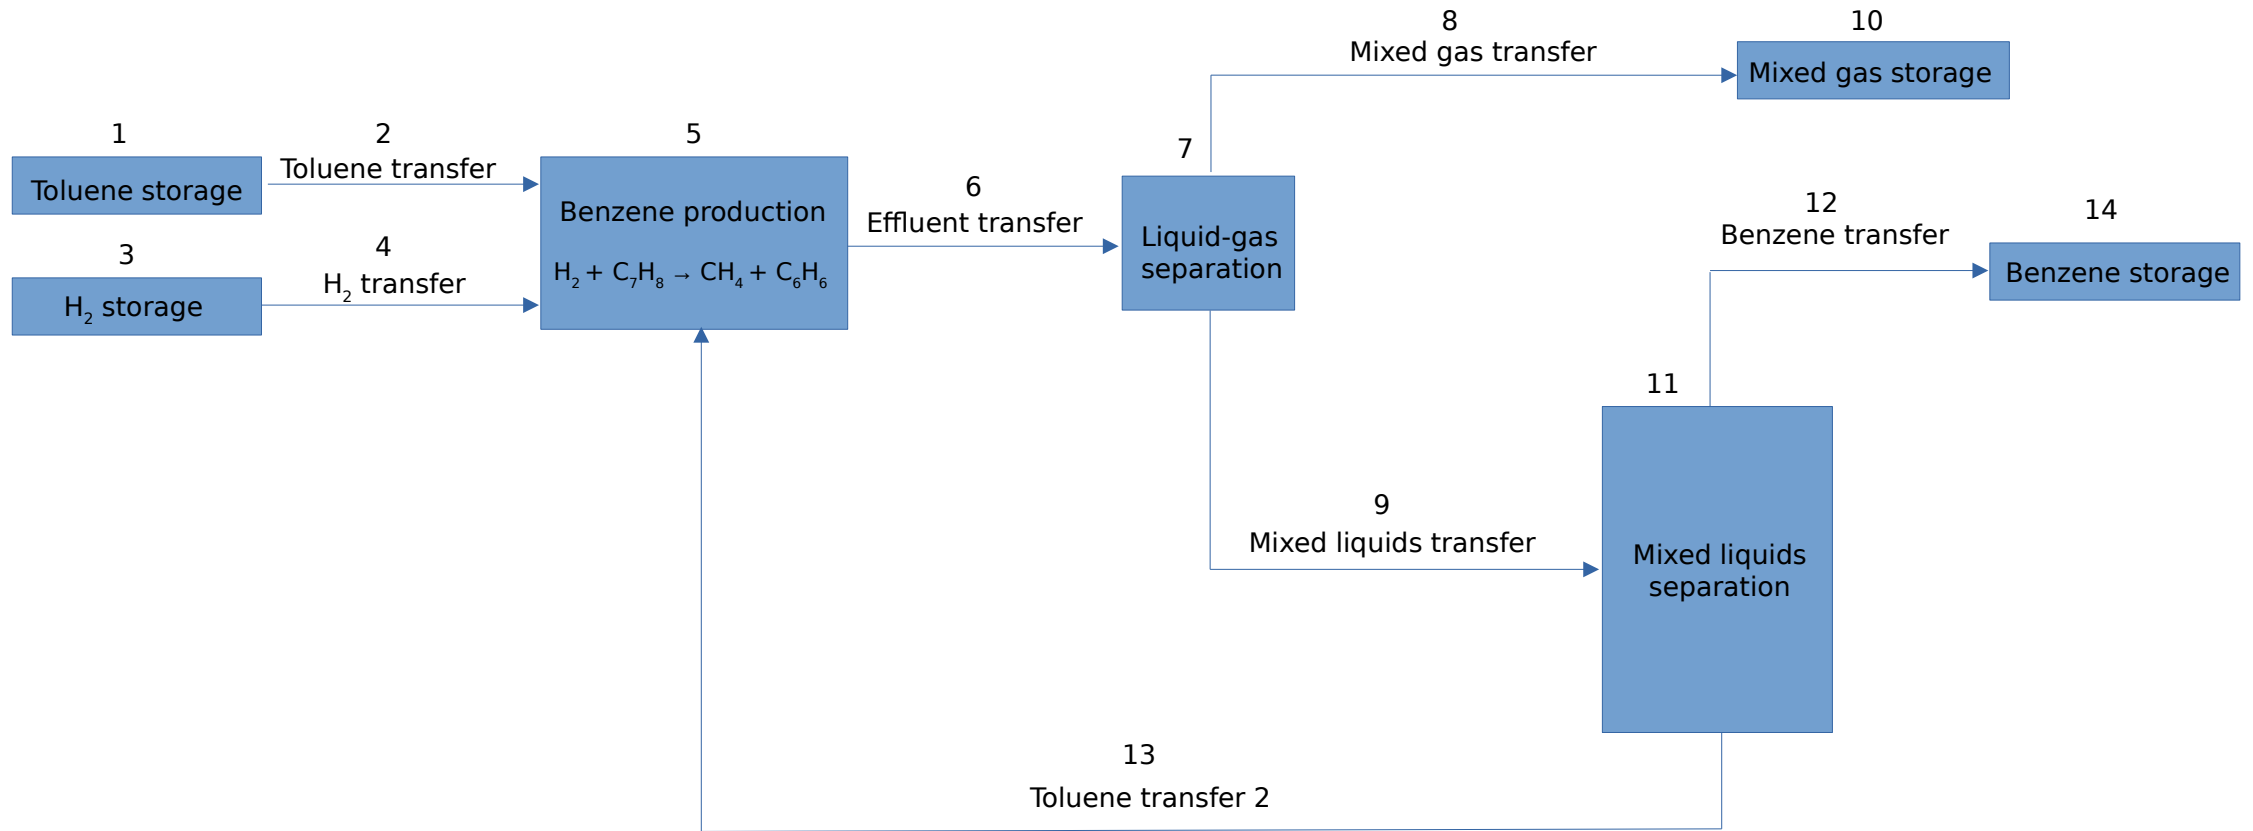 8
Mixed gas transfer
10
Mixed gas storage
1
Toluene storage
2
Toluene transfer
3
H₂ storage
4
H₂ transfer
5
Benzene production
H₂ + C₇H₈ → CH₄ + C₆H₆
6
Effluent transfer
7
Liquid-gas
separation
12
Benzene transfer
14
Benzene storage
11
Mixed liquids
separation
9
Mixed liquids transfer
13
Toluene transfer 2